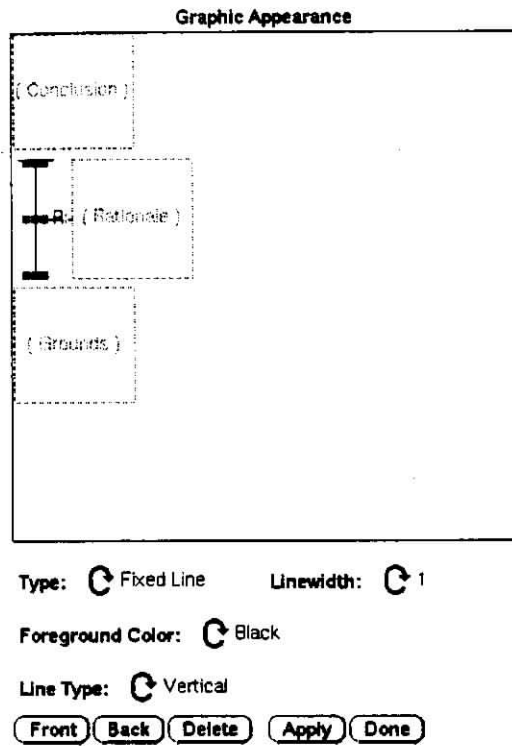 Graphic Appearance
( Conclusion )
( Rationale )
( Grounds )
Type: Fixed Line Linewidth: 1
Foreground Color: Black
Line Type: Vertical
Front Back Delete Apply Done